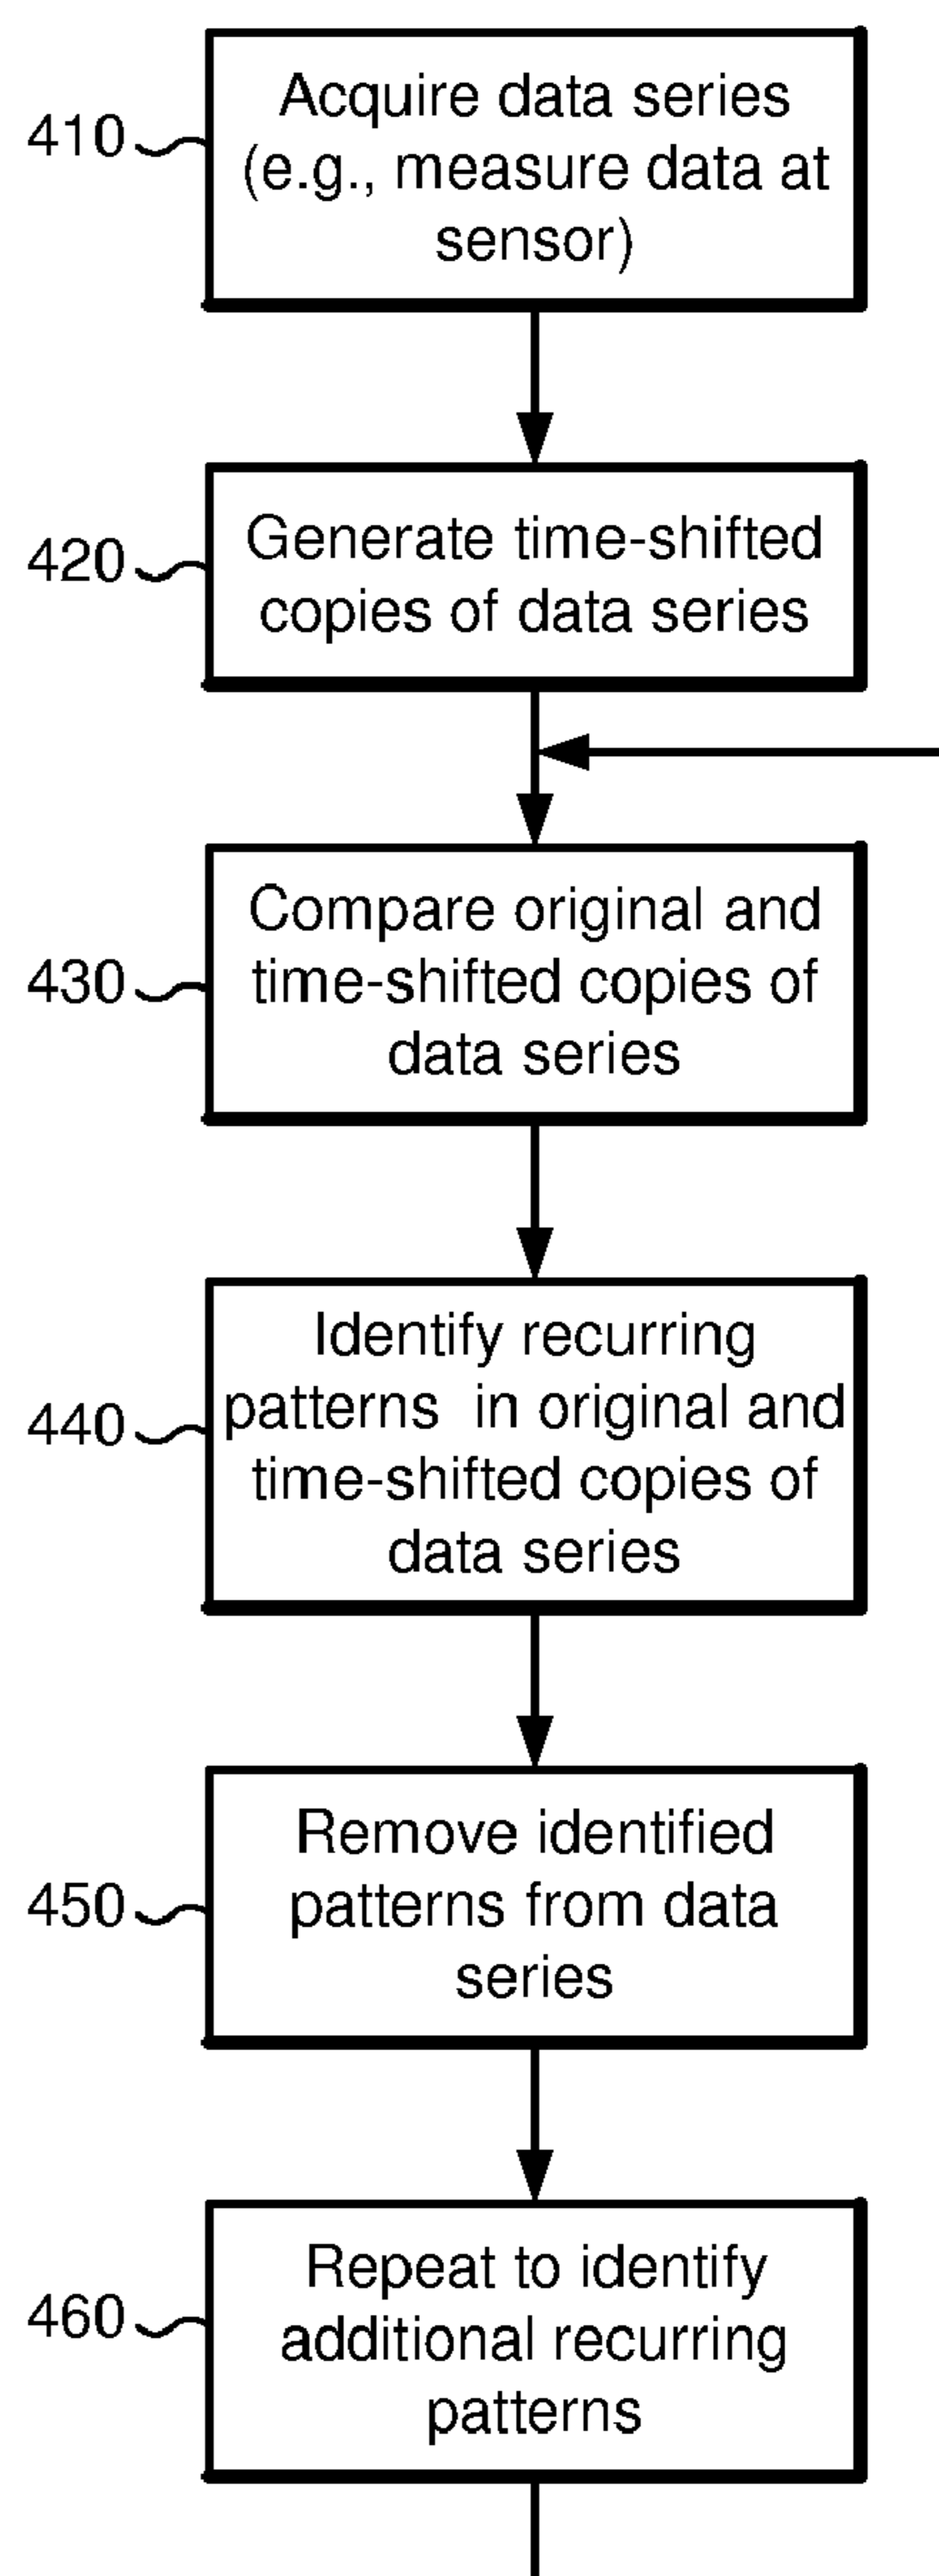 410
Acquire data series
(e.g., measure data at
sensor)
420
Generate time-shifted
copies of data series
430
Compare original and
time-shifted copies of
data series
440
Identify recurring
patterns  in original and
time-shifted copies of
data series
450
Remove identified
patterns from data
series
460
Repeat to identify
additional recurring
patterns